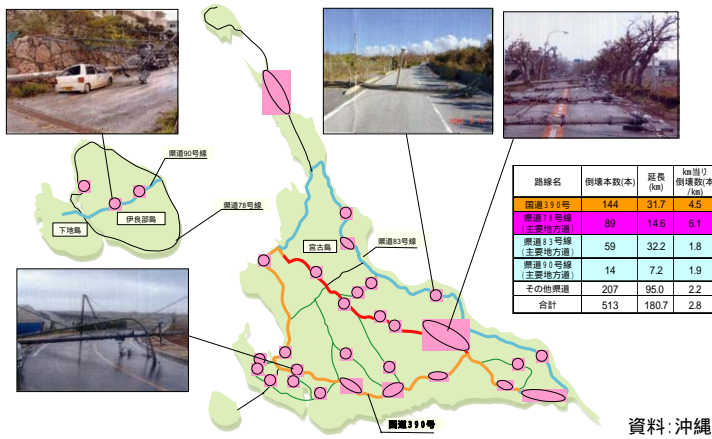 県道90号線
県道78号線
伊良部島
下地島
宮古島
県道83号線
国道390号
路線名 倒壊本数(本) 延長(km) km当り倒壊数(本/km)
国道390号 144 31.7 4.5
県道78号線(主要地方道) 89 14.6 6.1
県道83号線(主要地方道) 59 32.2 1.8
県道90号線(主要地方道) 14 7.2 1.9
その他県道 207 95.0 2.2
合計 513 180.7 2.8
資料:沖縄